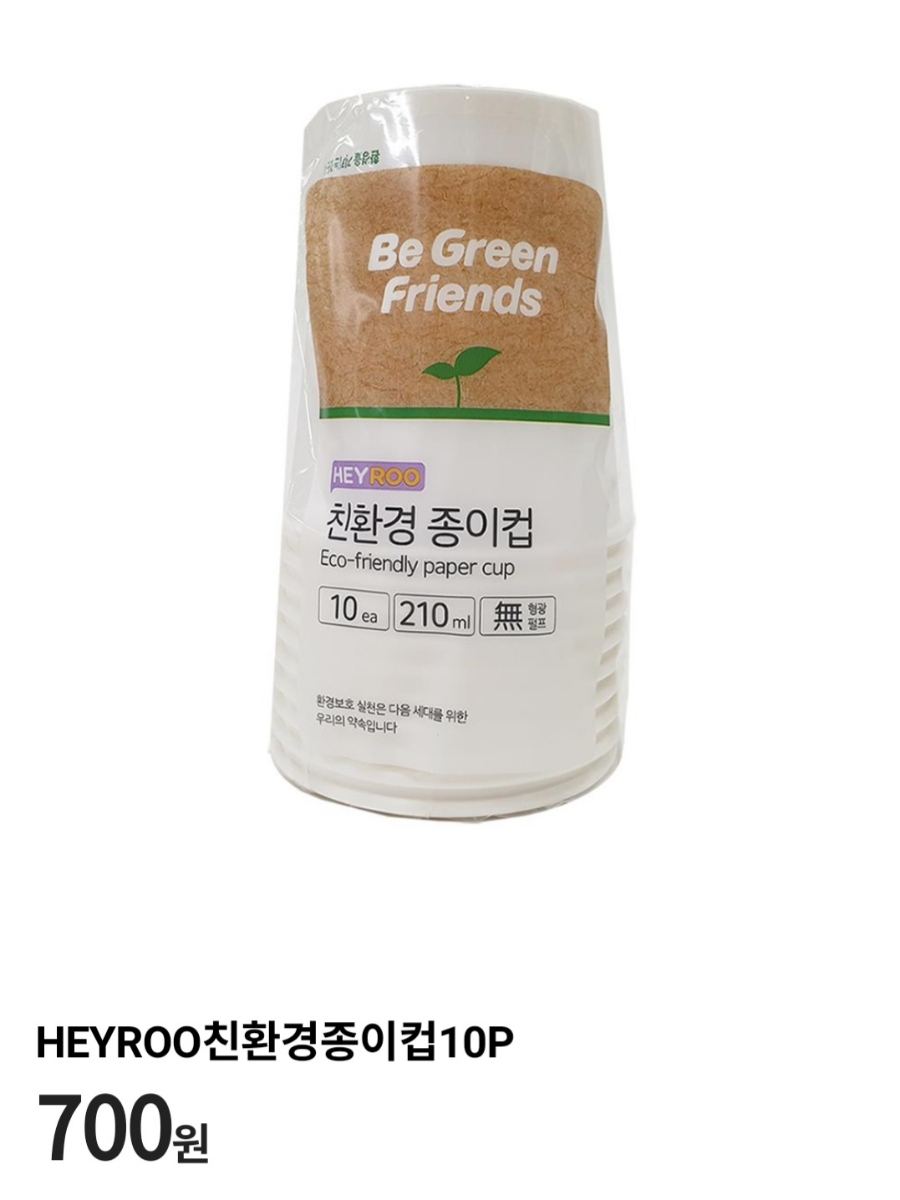 Be Green
Friends
HEYROO
친환경 종이컵
Eco-friendly paper cup
10 ea 210 ml 無 형광
펄프
환경보호 실천은 다음 세대를 위한
우리의 약속입니다
HEYROO친환경종이컵10P
700원